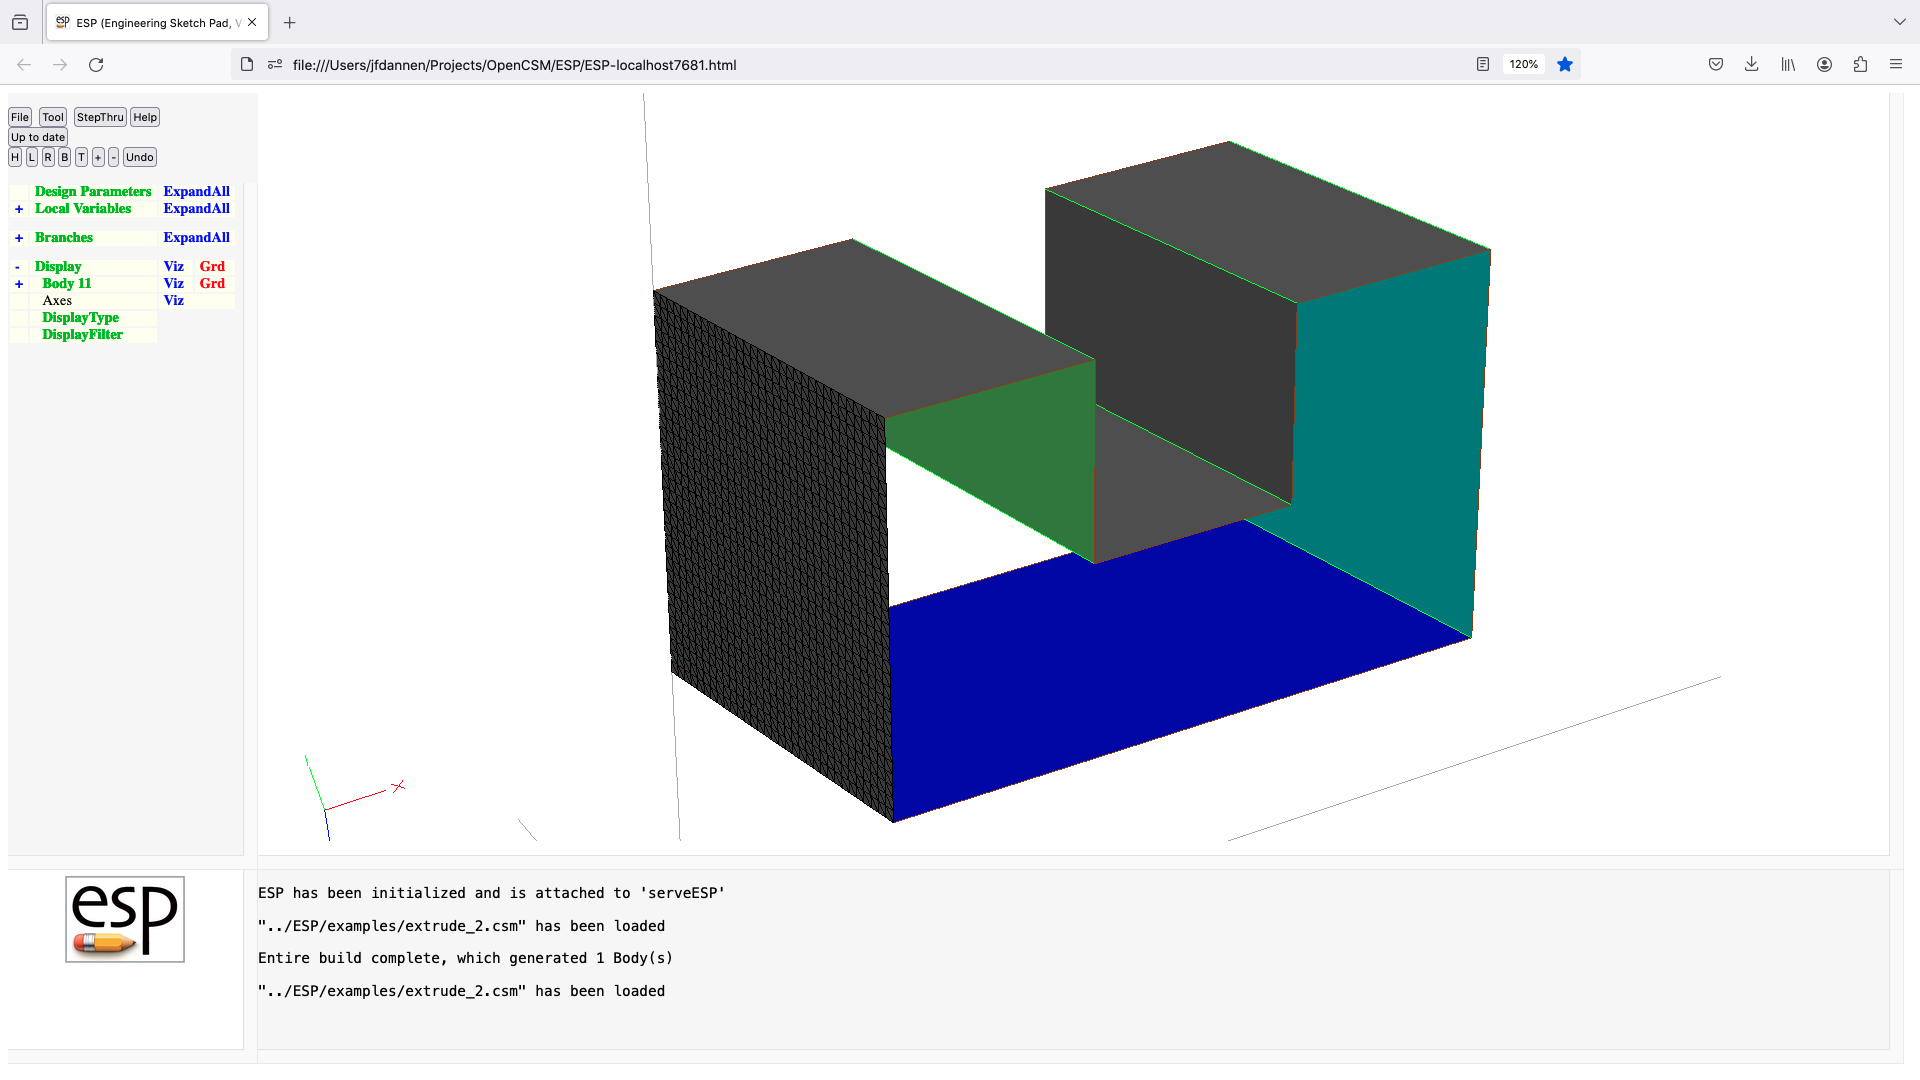 ESP (Engineering Sketch Pad, V
file:///Users/jfdannen/Projects/OpenCSM/ESP/ESP-localhost7681.html
120%
File Tool StepThru Help
Up to date
H L R B T + - Undo
Design Parameters ExpandAll
+ Local Variables ExpandAll
+ Branches ExpandAll
- Display Viz Grd
+ Body 11 Viz Grd
Axes Viz
DisplayType
DisplayFilter
X
esp
ESP has been initialized and is attached to 'serveESP'
"../ESP/examples/extrude_2.csm" has been loaded
Entire build complete, which generated 1 Body(s)
"../ESP/examples/extrude_2.csm" has been loaded